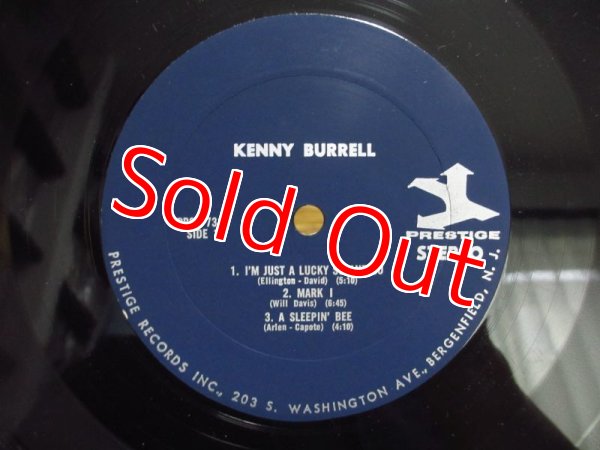 KENNY BURRELL
Sold Out
SIDE
PRESTIGE
STEREO
1. I'M JUST A LUCKY
(Ellington - David) (5:10)
2. MARK I
(Will Davis) (6:45)
3. A SLEEPIN' BEE
(Arlen - Capote) (4:10)
PRESTIGE RECORDS INC., 203 S. WASHINGTON AVE., BERGENFIELD, N. J.